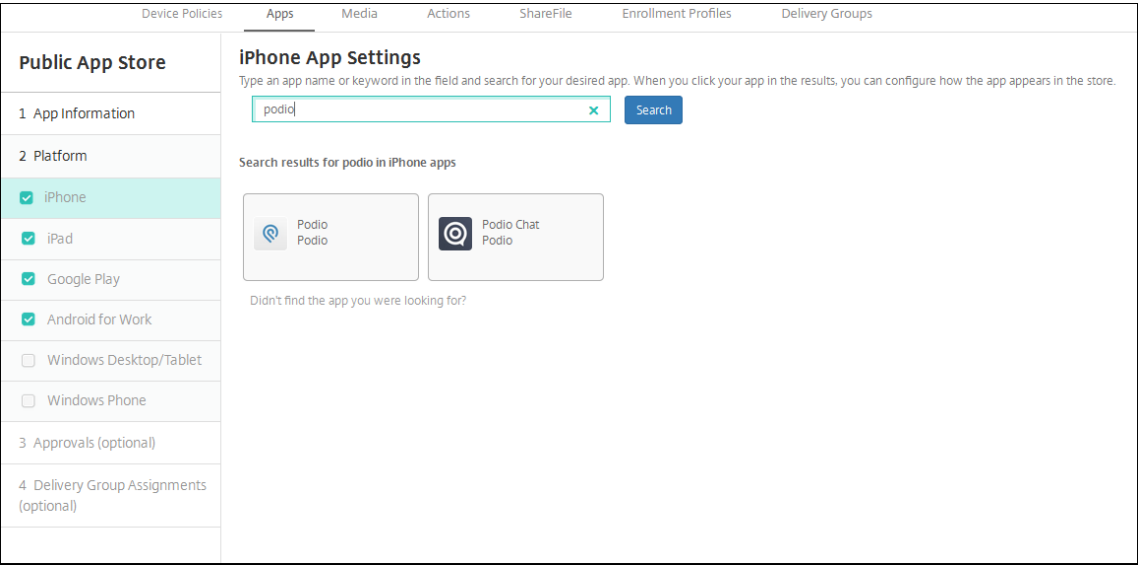 Device Policies Apps Media Actions ShareFile Enrollment Profiles Delivery Groups
Public App Store
1 App Information
2 Platform
iPhone
iPad
Google Play
Android for Work
Windows Desktop/Tablet
Windows Phone
3 Approvals (optional)
4 Delivery Group Assignments
(optional)
iPhone App Settings
Type an app name or keyword in the field and search for your desired app. When you click your app in the results, you can configure how the app appears in the store.
podio Search
Search results for podio in iPhone apps
Podio
Podio
Podio Chat
Podio
Didn't find the app you were looking for?